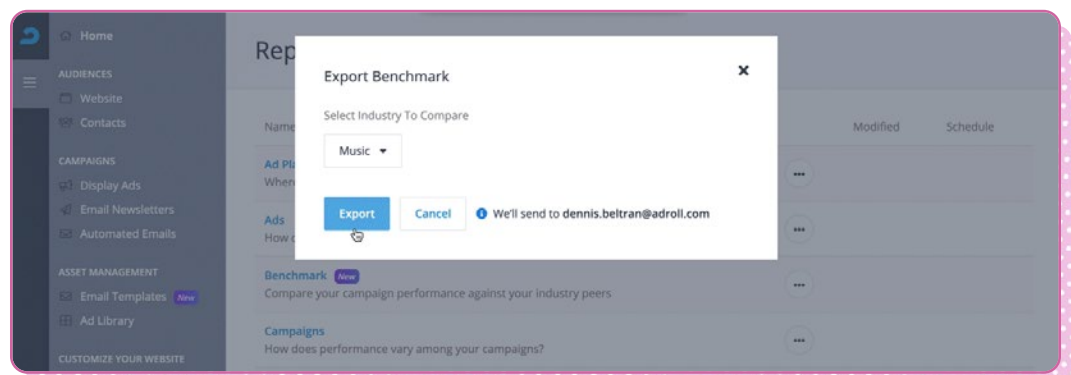 Home
AUDIENCES
Website
Contacts
CAMPAIGNS
Display Ads
Email Newsletters
Automated Emails
ASSET MANAGEMENT
Email Templates New
Ad Library
CUSTOMIZE YOUR WEBSITE
Rep
Name Modified Schedule
Ad Pla
Wher
Ads
How
Benchmark New
Compare your campaign performance against your industry peers
Campaigns
How does performance vary among your campaigns?
Export Benchmark
Select Industry To Compare
Music
Export Cancel We'll send to dennis.beltran@adroll.com